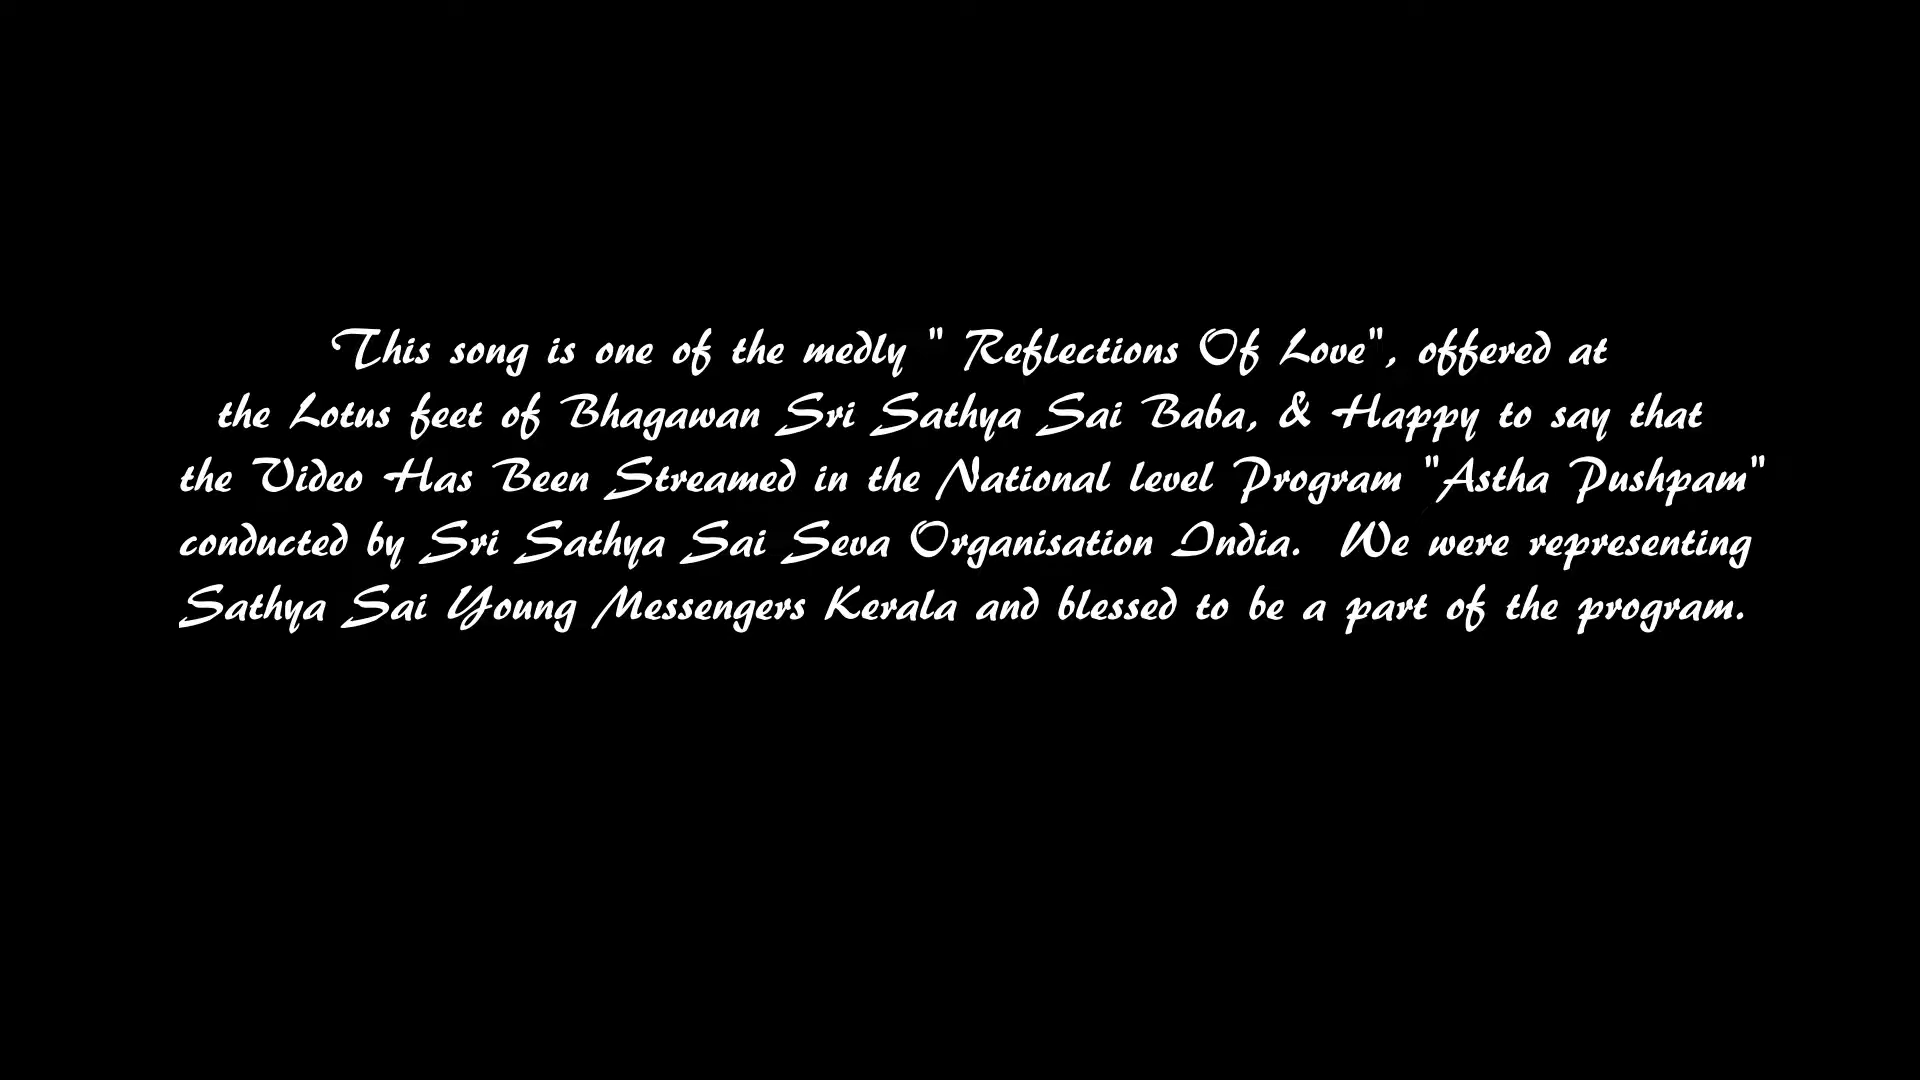 This song is one of the medly " Reflections Of Love", offered at
the Lotus feet of Bhagawan Sri Sathya Sai Baba, & Happy to say that
the Video Has Been Streamed in the National level Program "Astha Pushpam"
conducted by Sri Sathya Sai Seva Organisation India.  We were representing
Sathya Sai Young Messengers Kerala and blessed to be a part of the program.